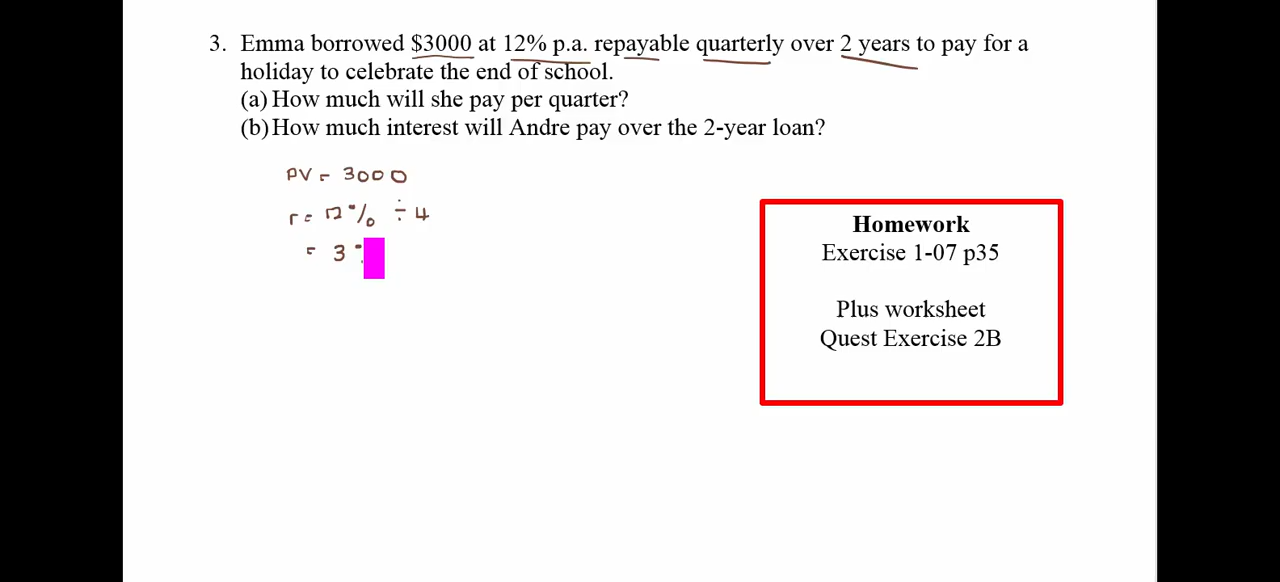 3. Emma borrowed $3000 at 12% p.a. repayable quarterly over 2 years to pay for a
holiday to celebrate the end of school.
(a) How much will she pay per quarter?
(b) How much interest will Andre pay over the 2-year loan?
PV = 3000
r = 12% ÷ 4
= 3
Homework
Exercise 1-07 p35
Plus worksheet
Quest Exercise 2B